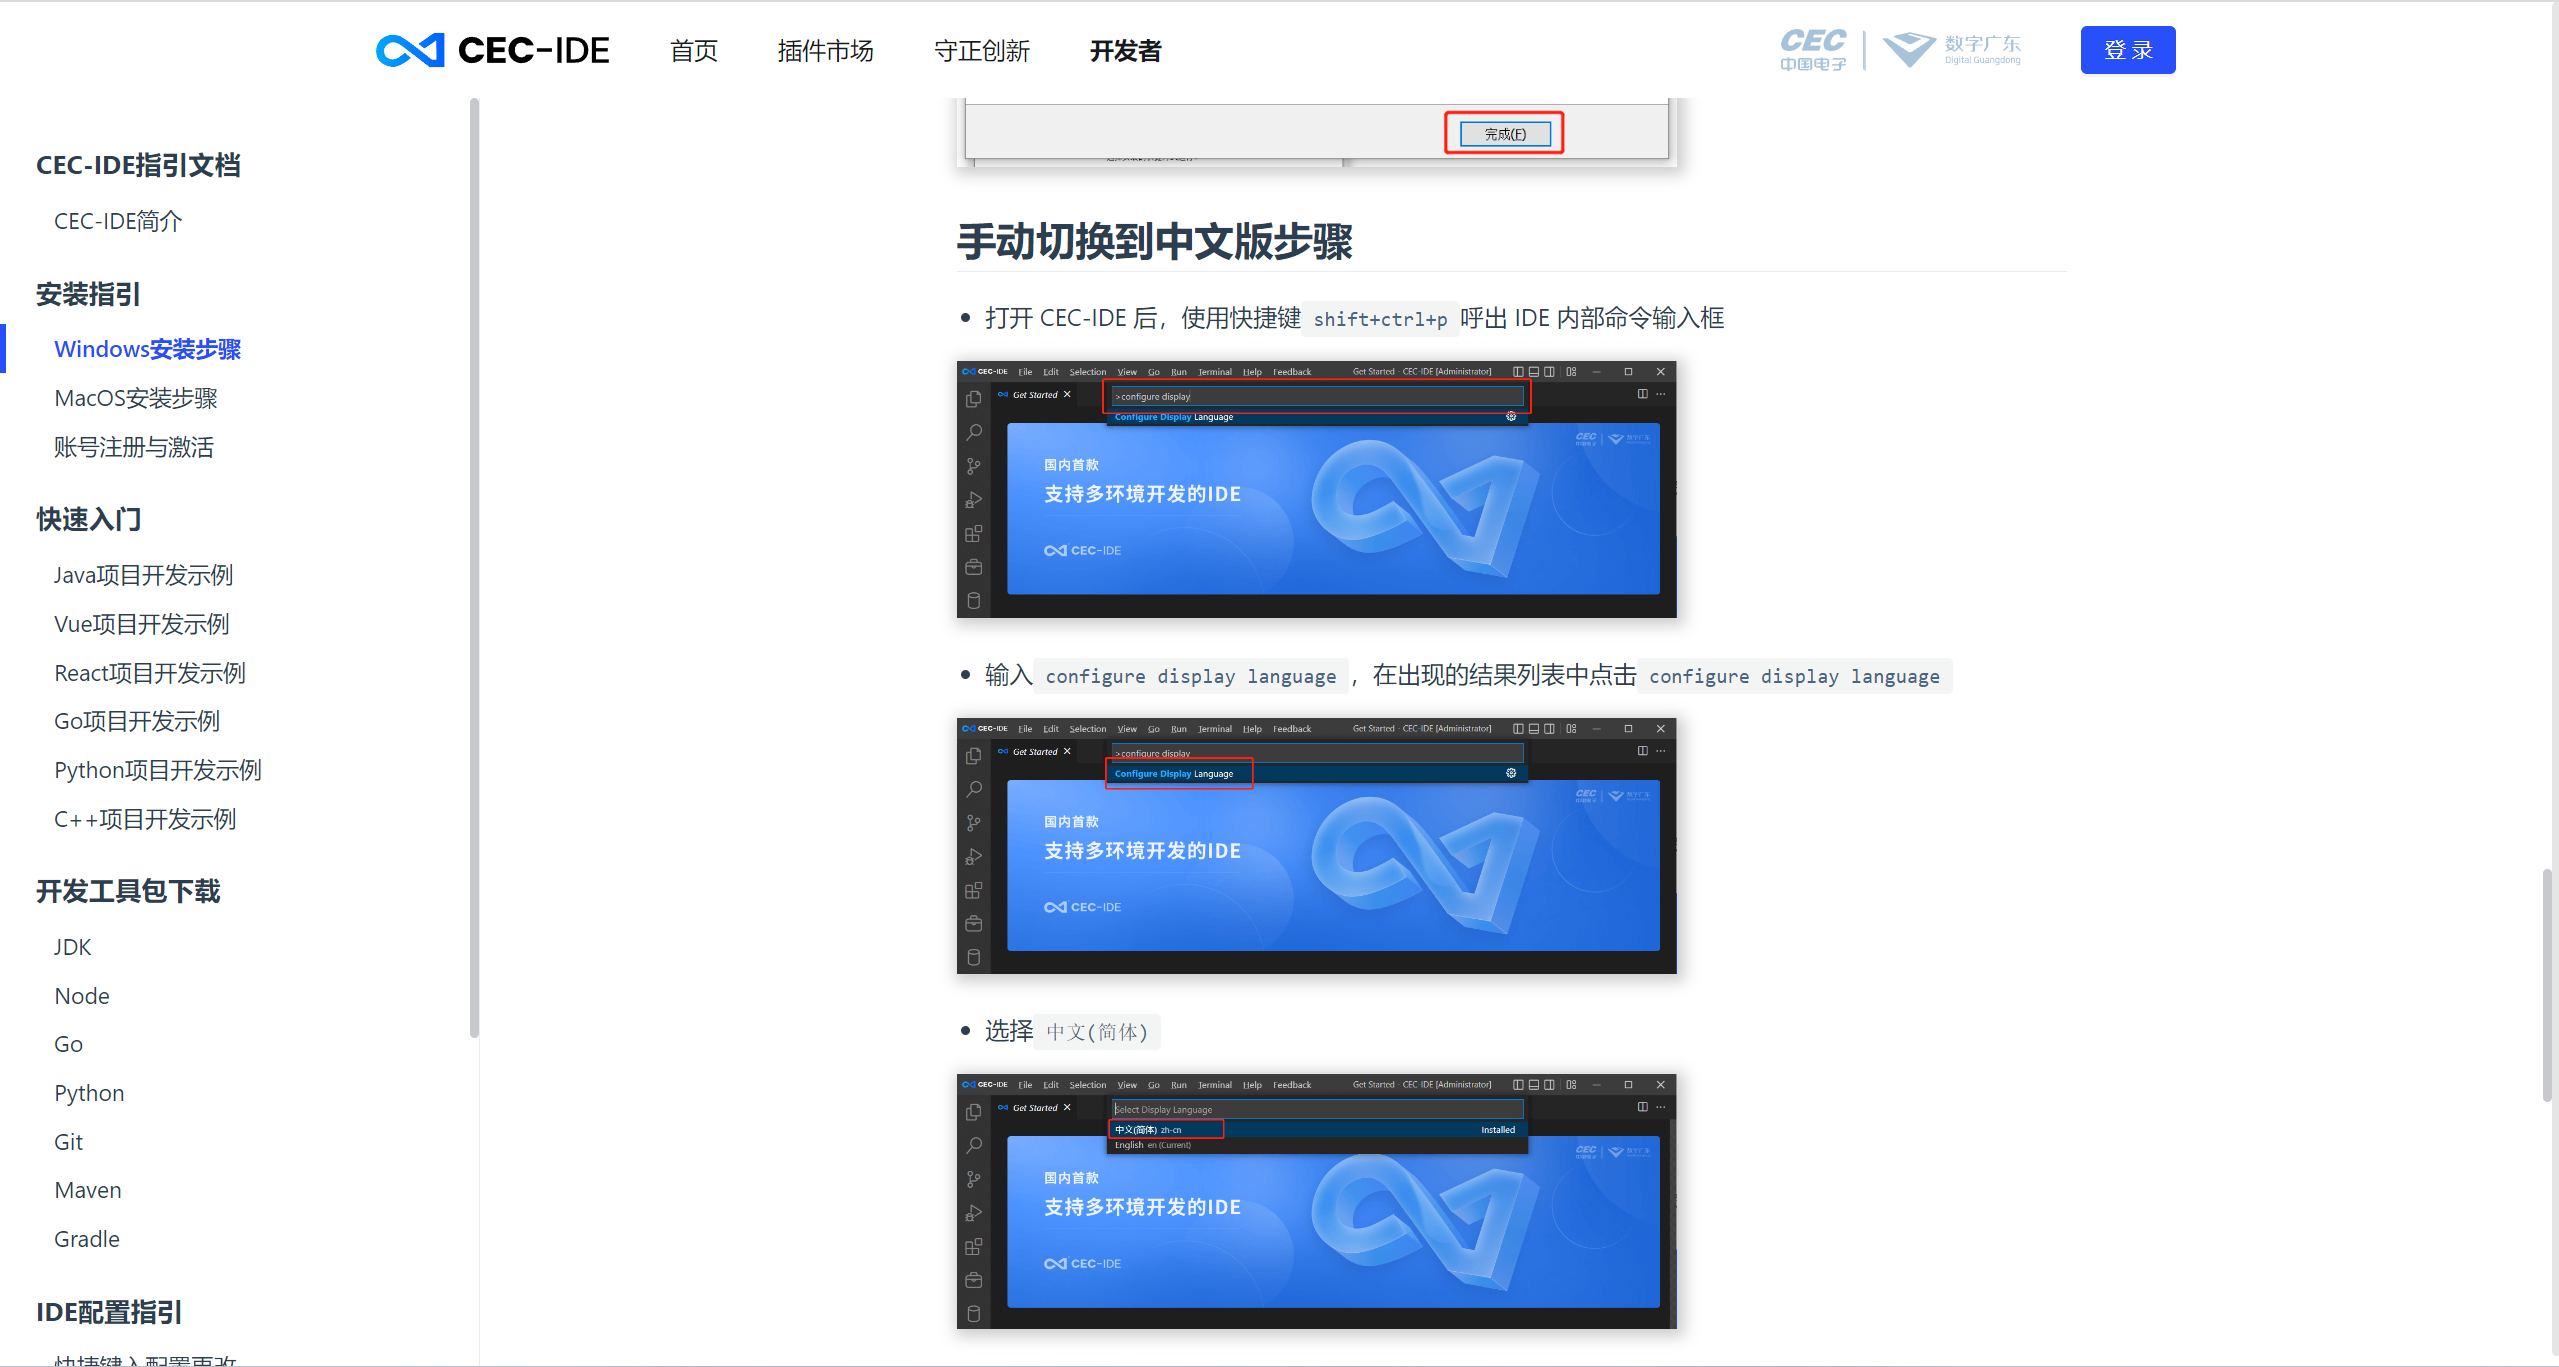 CEC-IDE 首页 插件市场 守正创新 开发者 CEC 中国电子 数字广东 Digital Guangdong 登 录
CEC-IDE指引文档
CEC-IDE简介
安装指引
Windows安装步骤
MacOS安装步骤
账号注册与激活
快速入门
Java项目开发示例
Vue项目开发示例
React项目开发示例
Go项目开发示例
Python项目开发示例
C++项目开发示例
开发工具包下载
JDK
Node
Go
Python
Git
Maven
Gradle
IDE配置指引
完成(F)
手动切换到中文版步骤
• 打开 CEC-IDE 后，使用快捷键 shift+ctrl+p 呼出 IDE 内部命令输入框
CEC-IDE File Edit Selection View Go Run Terminal Help Feedback Get Started - CEC-IDE [Administrator]
Get Started
>configure display
Configure Display Language
CEC
国内首款
支持多环境开发的IDE
CEC-IDE
• 输入 configure display language ，在出现的结果列表中点击 configure display language
CEC-IDE File Edit Selection View Go Run Terminal Help Feedback Get Started - CEC-IDE [Administrator]
Get Started
>configure display
Configure Display Language
CEC
国内首款
支持多环境开发的IDE
CEC-IDE
• 选择 中文(简体)
CEC-IDE File Edit Selection View Go Run Terminal Help Feedback Get Started - CEC-IDE [Administrator]
Get Started
Select Display Language
中文(简体) zh-cn Installed
English en (Current)
CEC
国内首款
支持多环境开发的IDE
CEC-IDE